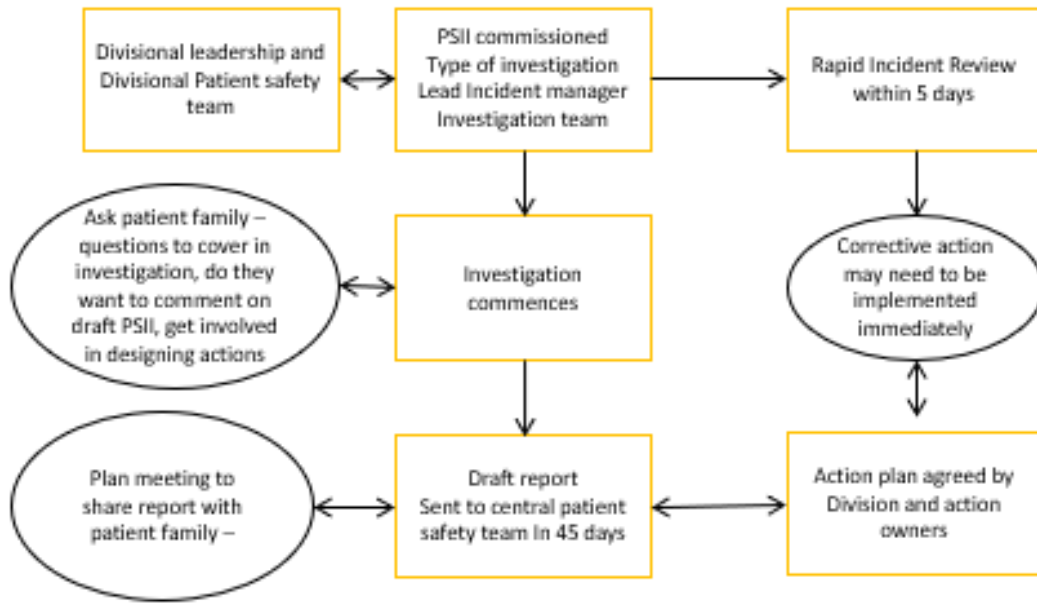 Divisional leadership and
Divisional Patient safety
team
PSII commissioned
Type of investigation
Lead Incident manager
Investigation team
Rapid Incident Review
within 5 days
Ask patient family –
questions to cover in
investigation, do they
want to comment on
draft PSII, get involved
in designing actions
Investigation
commences
Corrective action
may need to be
implemented
immediately
Plan meeting to
share report with
patient family –
Draft report
Sent to central patient
safety team In 45 days
Action plan agreed by
Division and action
owners